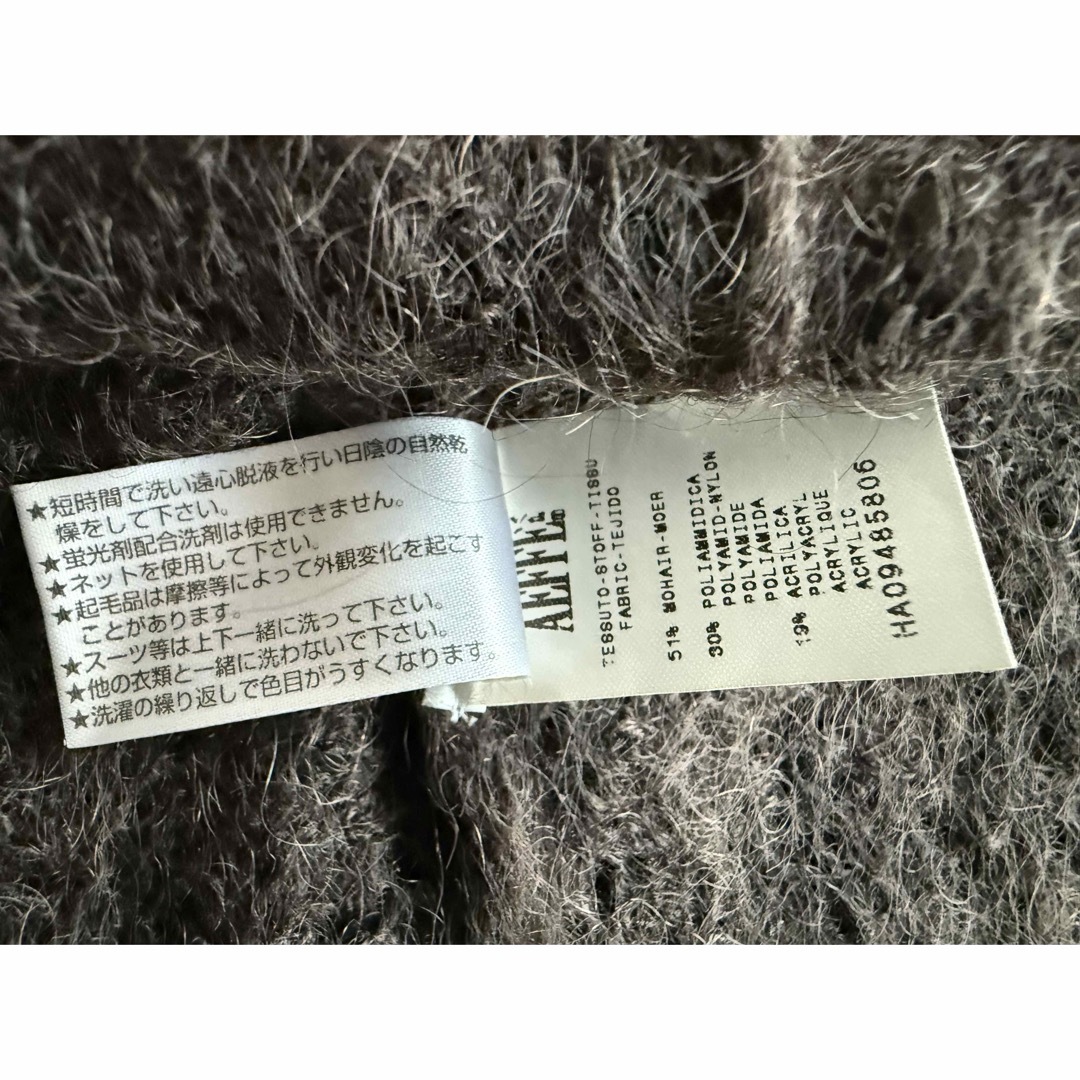 ★短時間で洗い遠心脱液を行い日陰の自然乾
燥をして下さい。
★蛍光剤配合洗剤は使用できません。
★ネットを使用して下さい。
★起毛品は摩擦等によって外観変化を起こす
ことがあります。
★スーツ等は上下一緒に洗って下さい。
★他の衣類と一緒に洗わないで下さい。
★洗濯の繰り返しで色目がうすくなります。
AEFFE
TESSUTO-STOFF-TISSU
FABRIC-TEJIDO
51% MOHAIR-MOER
30% POLIAMMIDICA
POLYAMID-NYLON
POLYAMIDE
POLIAMIDA
19% ACRILICA
POLYACRYL
ACRYLIQUE
ACRYLIC
HA09485806